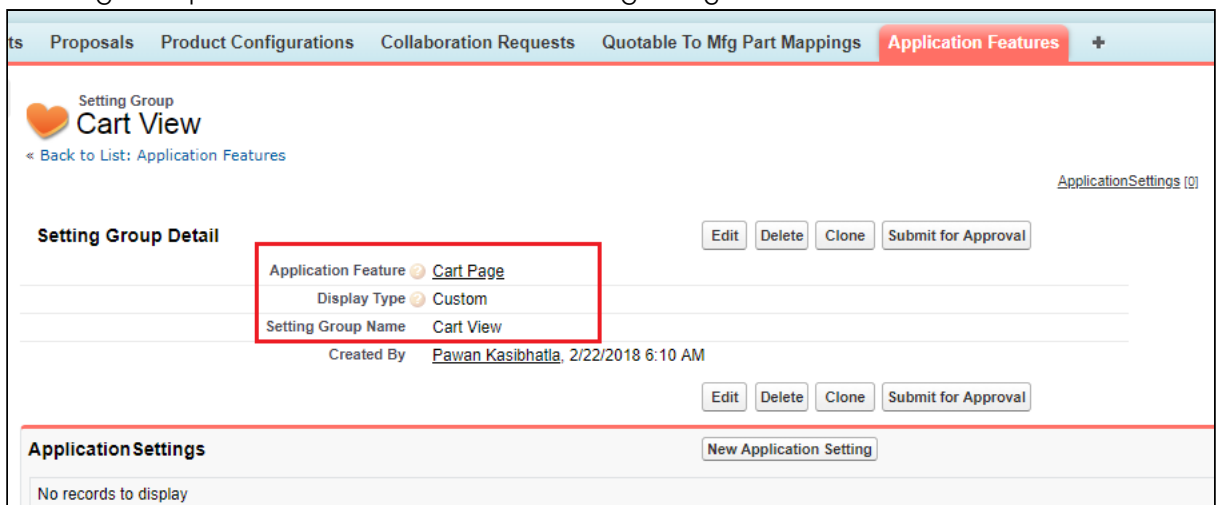 ts Proposals Product Configurations Collaboration Requests Quotable To Mfg Part Mappings Application Features +
Setting Group
Cart View
« Back to List: Application Features
ApplicationSettings [0]
Setting Group Detail Edit Delete Clone Submit for Approval
Application Feature Cart Page
Display Type Custom
Setting Group Name Cart View
Created By Pawan Kasibhatla, 2/22/2018 6:10 AM
Edit Delete Clone Submit for Approval
ApplicationSettings New Application Setting
No records to display